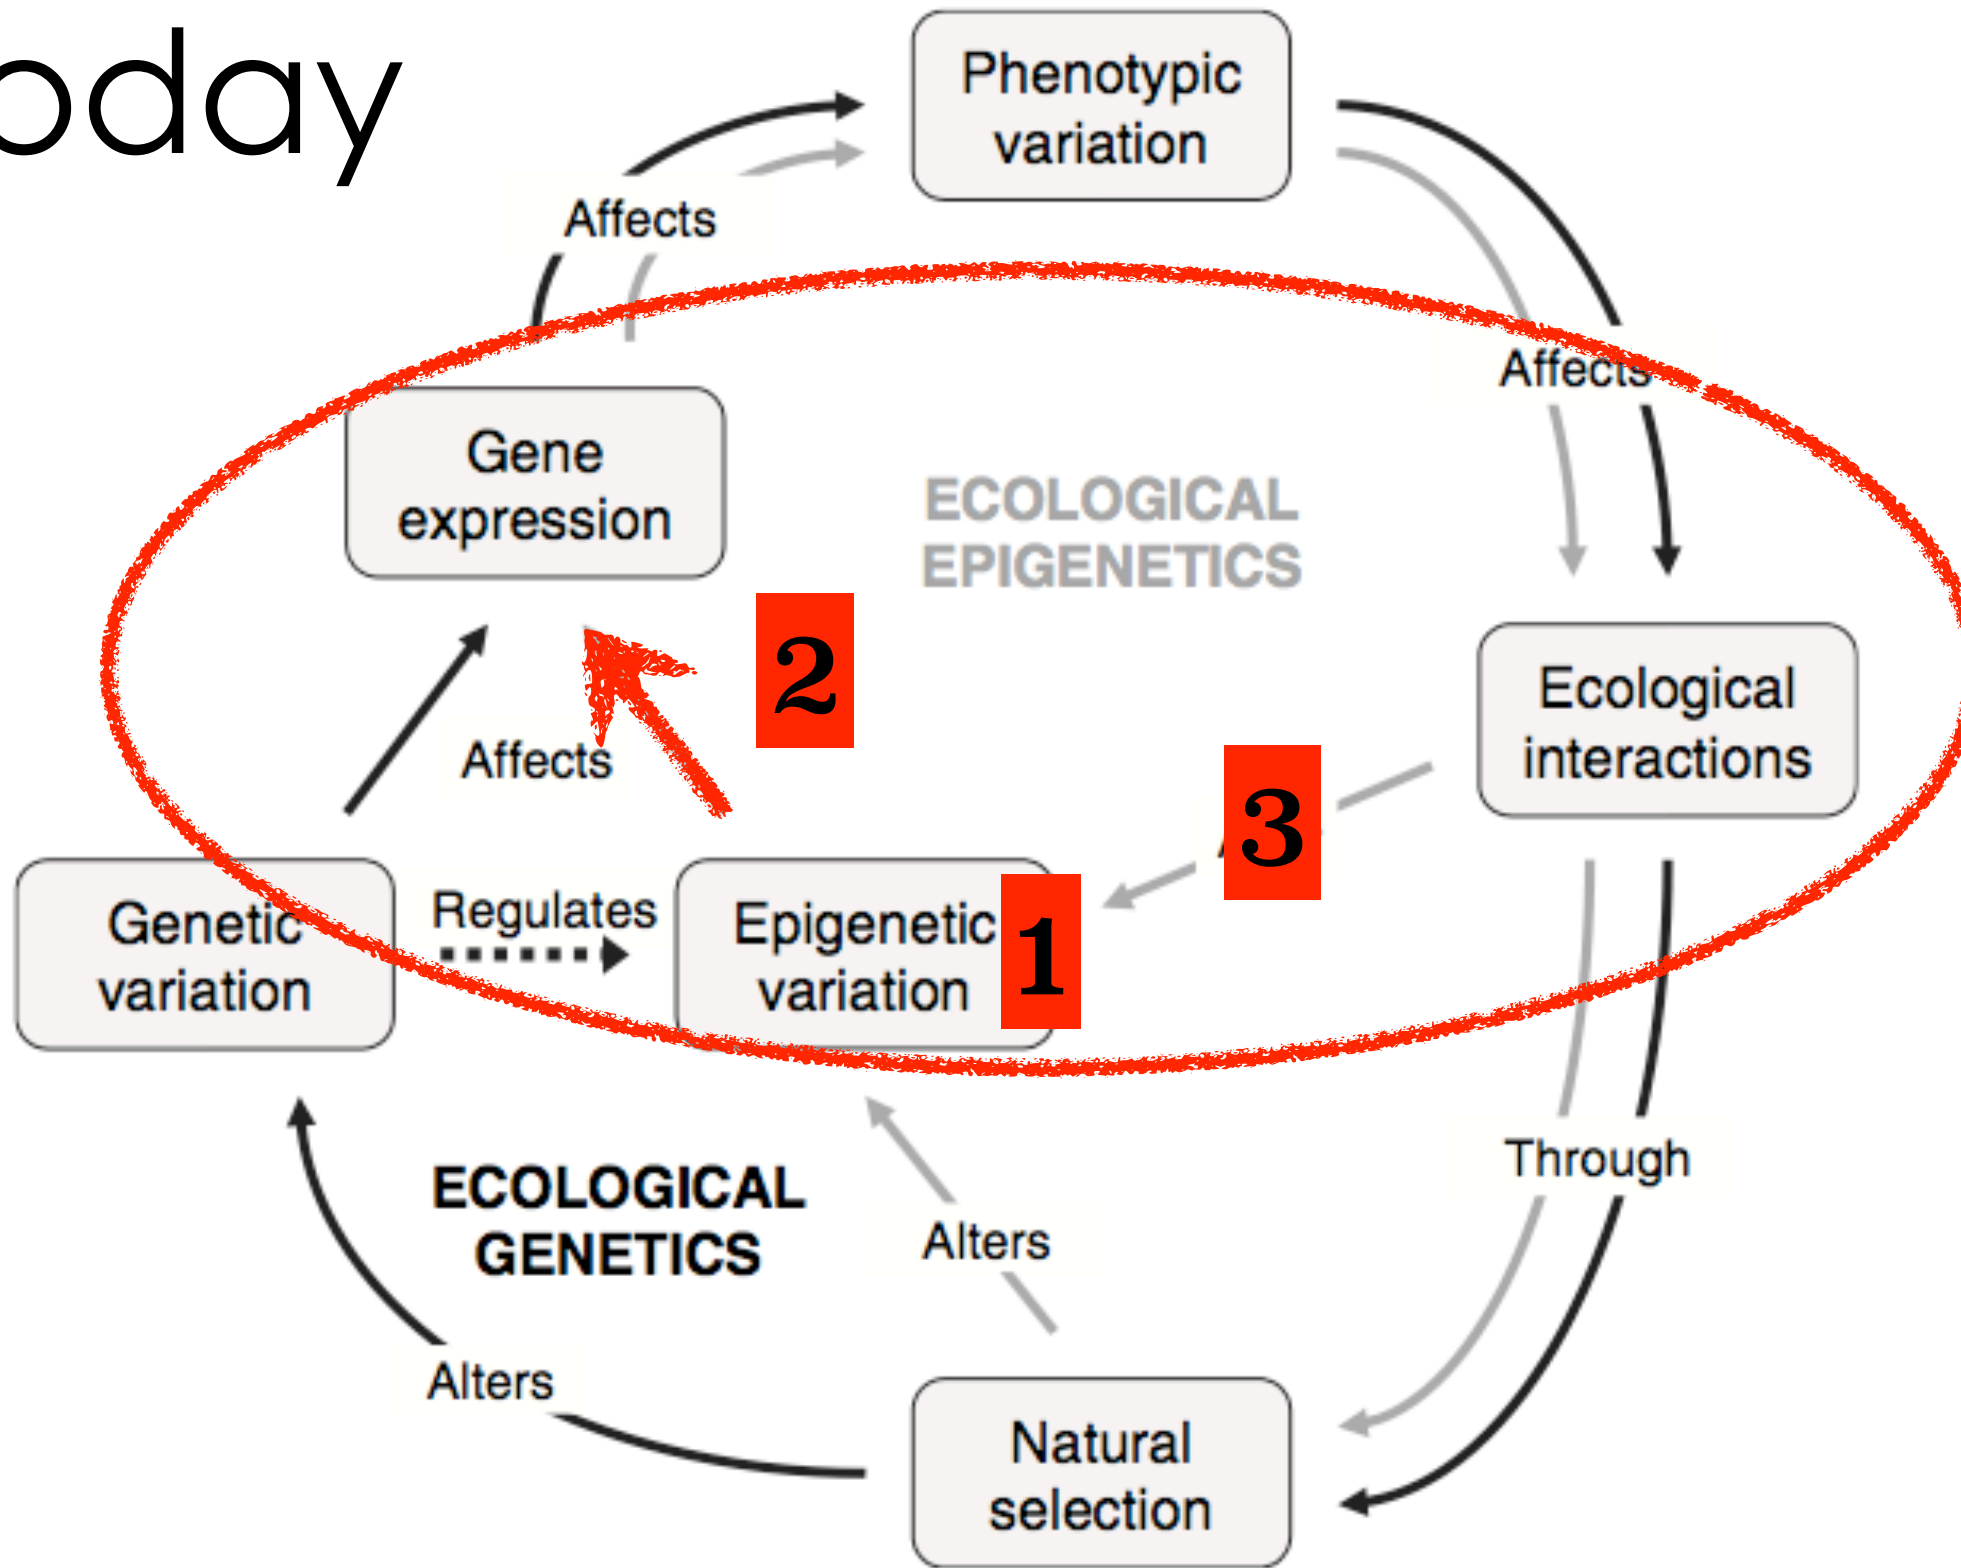 oday
Phenotypic
variation
Affects
Affects
Gene
expression
ECOLOGICAL
EPIGENETICS
2
Ecological
interactions
Affects
3
Genetic
variation
Regulates
Epigenetic
variation
1
Through
ECOLOGICAL
GENETICS
Alters
Alters
Natural
selection